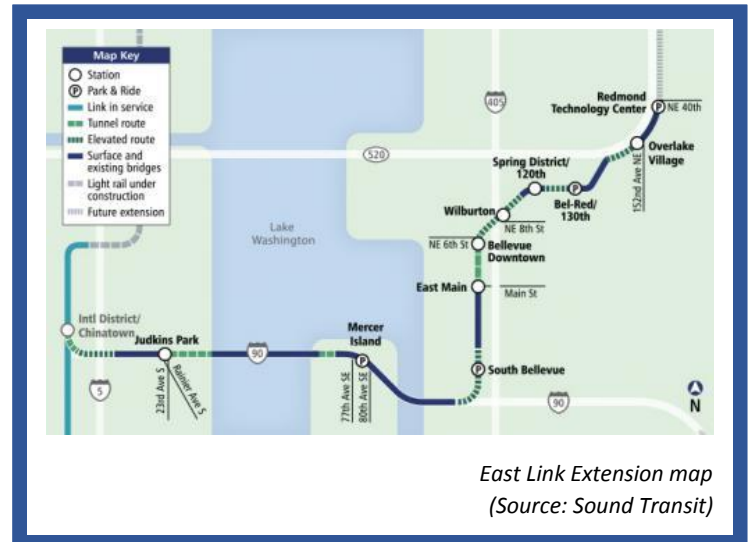 Map Key
Station
P Park & Ride
Link in service
Tunnel route
Elevated route
Surface and
existing bridges
Light rail under
construction
Future extension
405
520
Redmond
Technology Center
P
NE 40th
Overlake
Village
152nd Ave NE
Spring District/
120th
P
Bel-Red/
130th
Wilburton
NE 8th St
NE 6th St
Bellevue
Downtown
Lake
Washington
East Main
Main St
Intl District/
Chinatown
Judkins Park
5
23rd Ave S
Rainier Ave S
90
Mercer
Island
P
77th Ave SE
80th Ave SE
P
South Bellevue
90
N
East Link Extension map
(Source: Sound Transit)